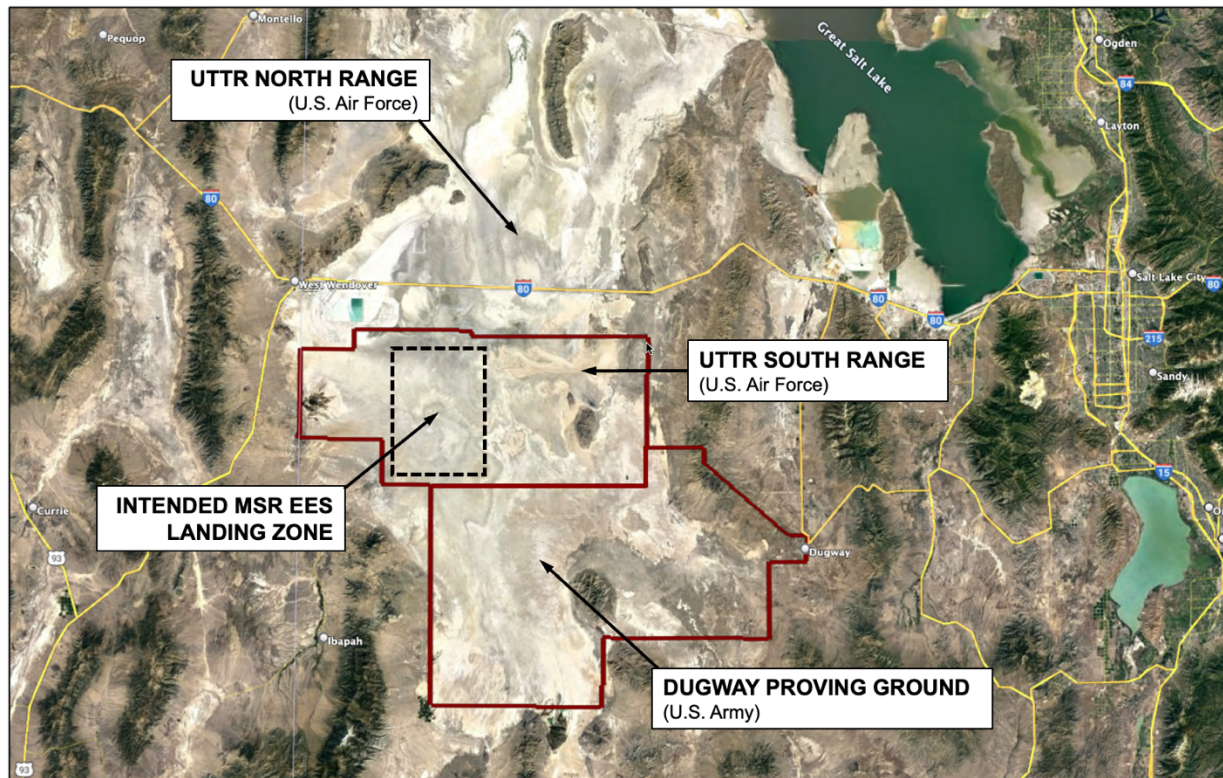 Montello
Pequop
Great Salt Lake
Ogden
84
UTTR NORTH RANGE
(U.S. Air Force)
Layton
80
West Wendover
80
80
80
Salt Lake City
80
215
UTTR SOUTH RANGE
(U.S. Air Force)
Sandy
15
INTENDED MSR EES
LANDING ZONE
Currie
93
Dugway
Ibapah
DUGWAY PROVING GROUND
(U.S. Army)
93